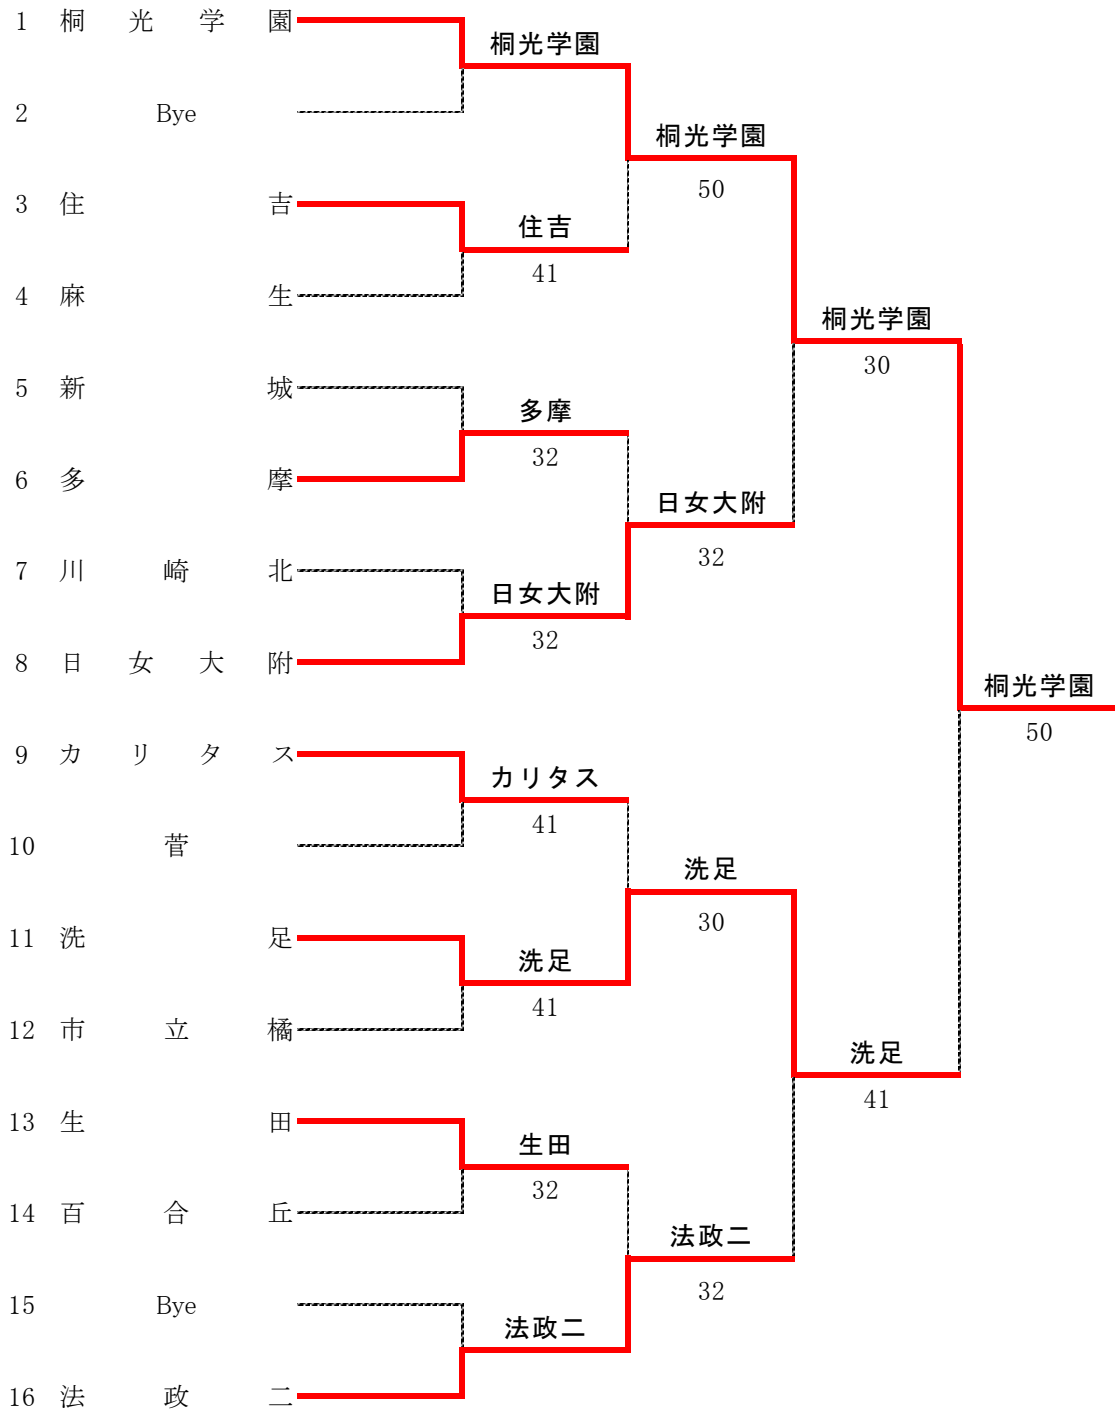 1 桐光学園
桐光学園
2 Bye
桐光学園
50
3 住吉
住吉
41
4 麻生
桐光学園
30
5 新城
多摩
32
6 多摩
日女大附
32
7 川崎北
日女大附
32
8 日女大附
桐光学園
50
9 カリタス
カリタス
41
10 菅
洗足
30
11 洗足
洗足
41
12 市立橘
洗足
41
13 生田
生田
32
14 百合丘
法政二
32
15 Bye
法政二
16 法政二